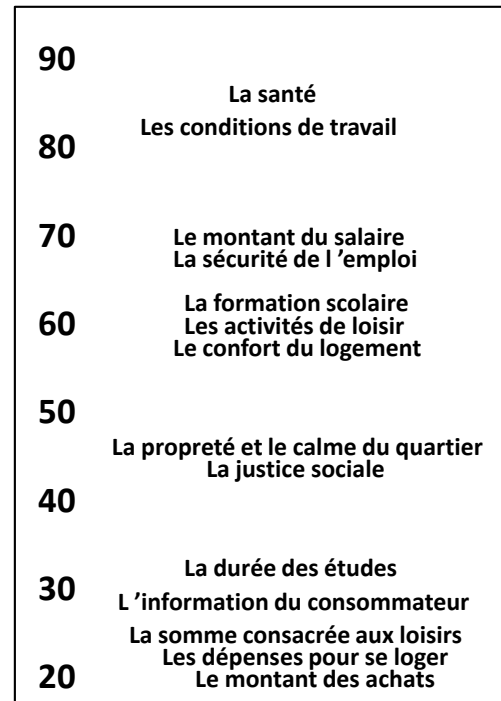 90
La santé
Les conditions de travail
80
70
Le montant du salaire
La sécurité de l ’emploi
La formation scolaire
60
Les activités de loisir
Le confort du logement
50
La propreté et le calme du quartier
La justice sociale
40
La durée des études
30
L ’information du consommateur
La somme consacrée aux loisirs
Les dépenses pour se loger
20
Le montant des achats